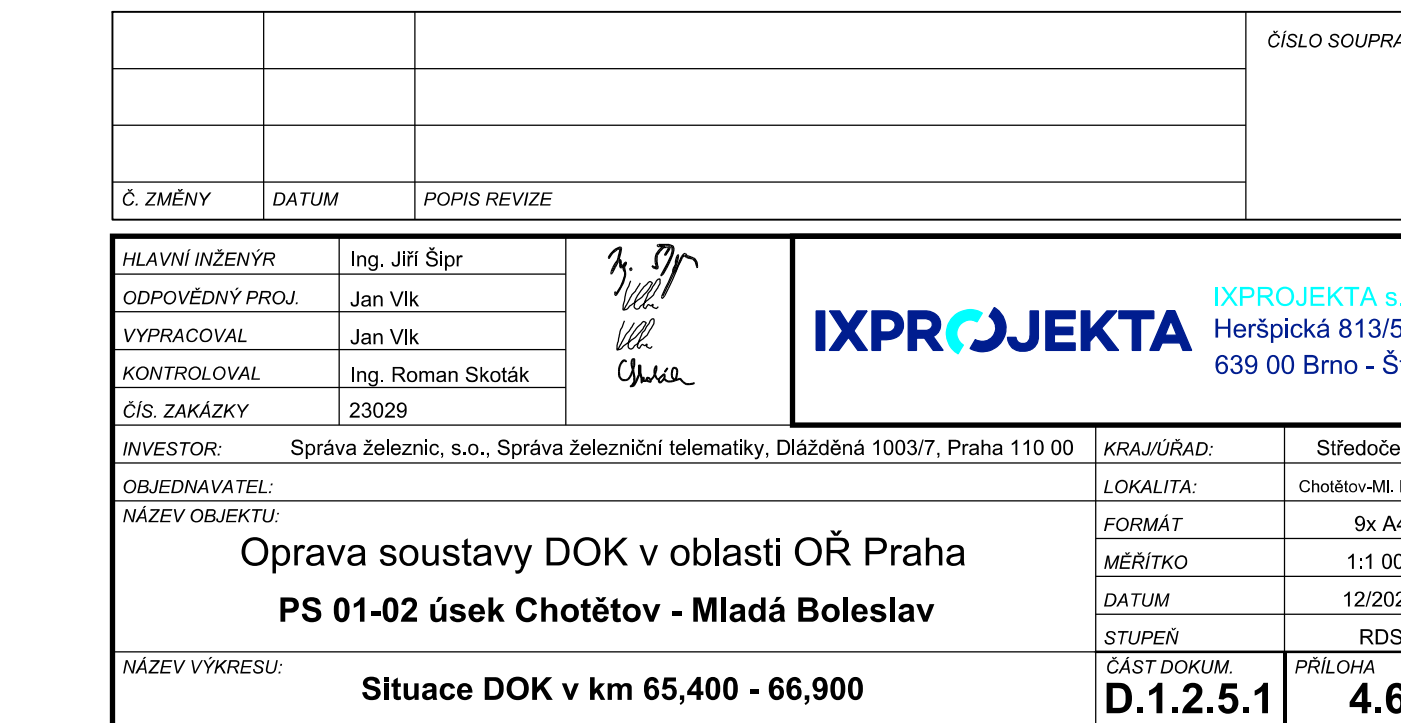 ČÍSLO SOUPRA
Č. ZMĚNY DATUM POPIS REVIZE
HLAVNÍ INŽENÝR Ing. Jiří Šipr
ODPOVĚDNÝ PROJ. Jan Vlk
VYPRACOVAL Jan Vlk
KONTROLOVAL Ing. Roman Skoták
ČÍS. ZAKÁZKY 23029
IXPROJEKTA
IXPROJEKTA s.
Heršpická 813/5
639 00 Brno - Š
INVESTOR: Správa železnic, s.o., Správa železniční telematiky, Dlážděná 1003/7, Praha 110 00
KRAJ/ÚŘAD: Středoče
OBJEDNAVATEL:
LOKALITA: Chotětov-Ml.
NÁZEV OBJEKTU:
Oprava soustavy DOK v oblasti OŘ Praha
PS 01-02 úsek Chotětov - Mladá Boleslav
FORMÁT 9x A4
MĚŘÍTKO 1:1 00
DATUM 12/202
STUPEŇ RDS
NÁZEV VÝKRESU:
Situace DOK v km 65,400 - 66,900
ČÁST DOKUM.
D.1.2.5.1
PŘÍLOHA
4.6